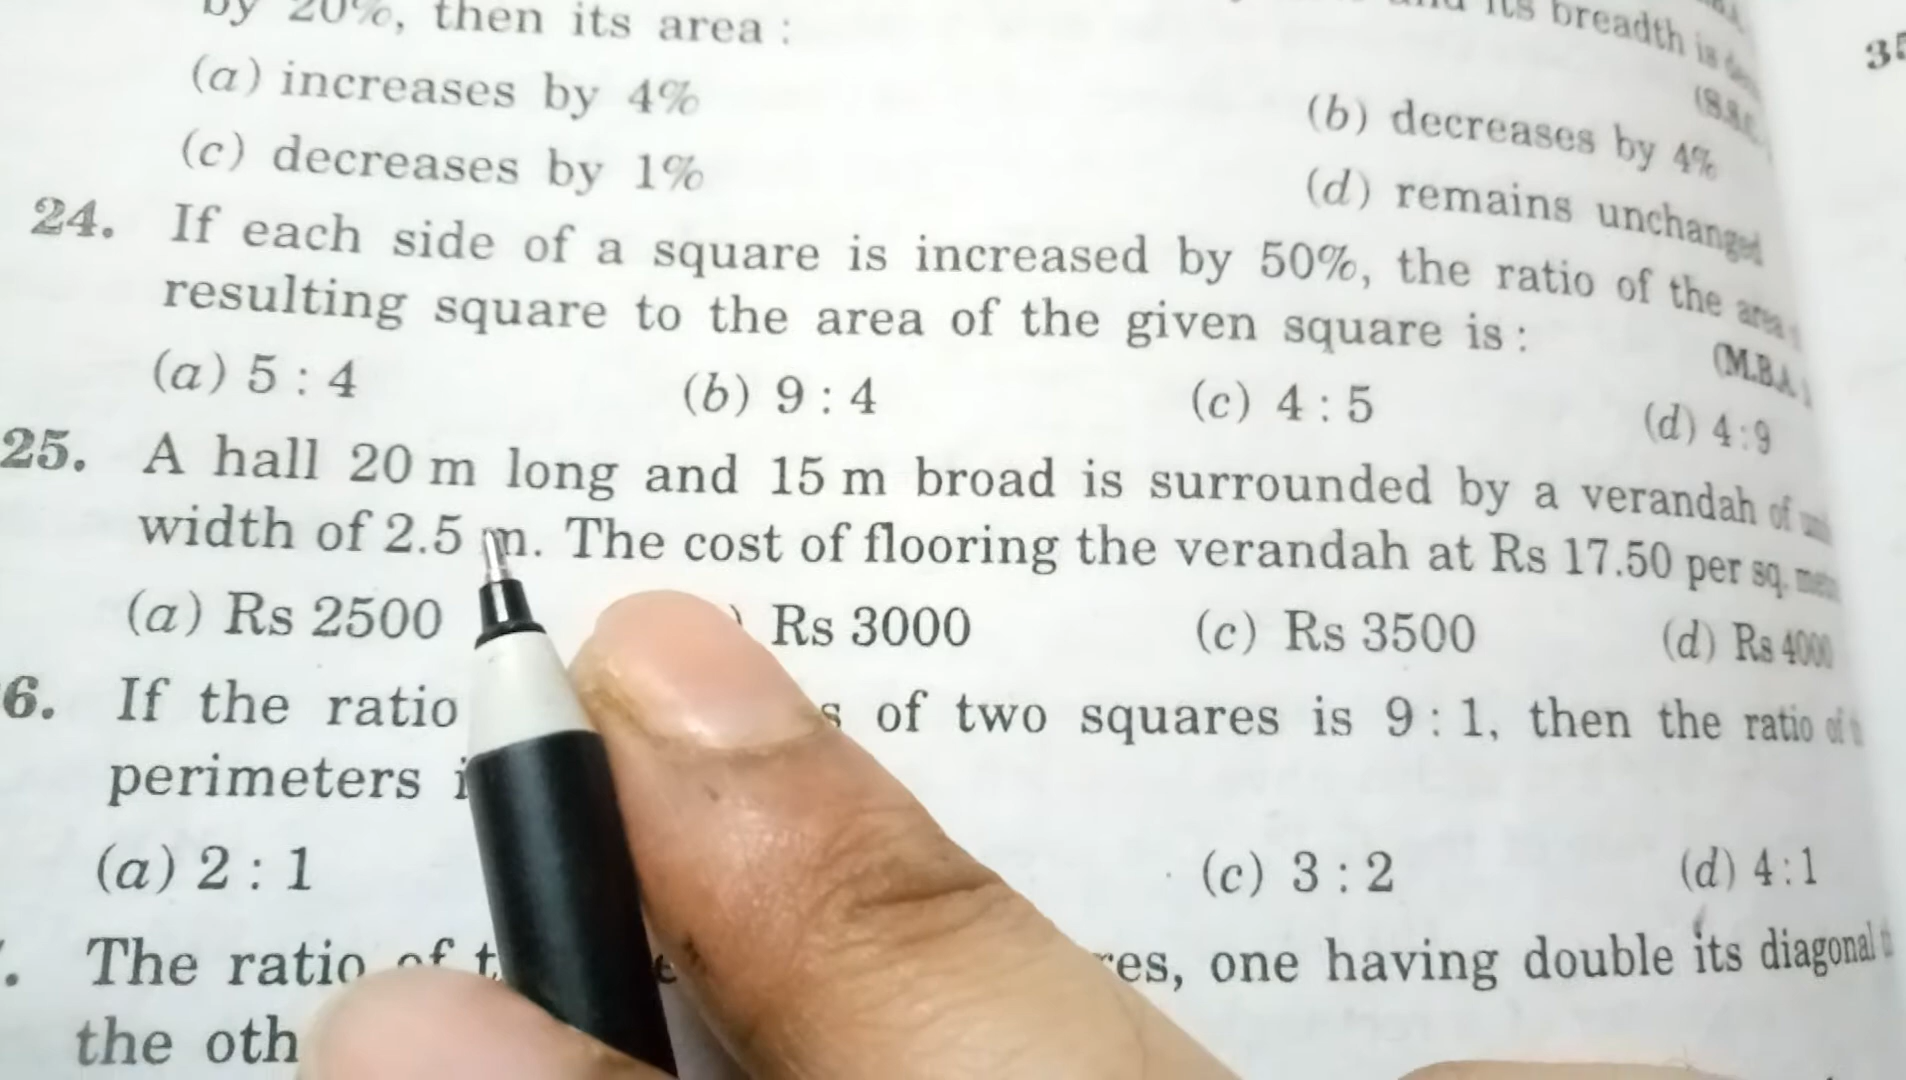 by 20%, then its area :
its breadth is
(a) increases by 4%
(b) decreases by 4%
(c) decreases by 1%
(d) remains unchanged
24. If each side of a square is increased by 50%, the ratio of the area
resulting square to the area of the given square is :
(M.B.A.
(a) 5 : 4 (b) 9 : 4 (c) 4 : 5 (d) 4 : 9
25. A hall 20 m long and 15 m broad is surrounded by a verandah of
width of 2.5 m. The cost of flooring the verandah at Rs 17.50 per sq.
(a) Rs 2500 ) Rs 3000 (c) Rs 3500 (d) Rs 4000
6. If the ratio of two squares is 9 : 1, then the ratio of
perimeters
(a) 2 : 1 (c) 3 : 2 (d) 4 : 1
. The ratio of one having double its diagonal
the